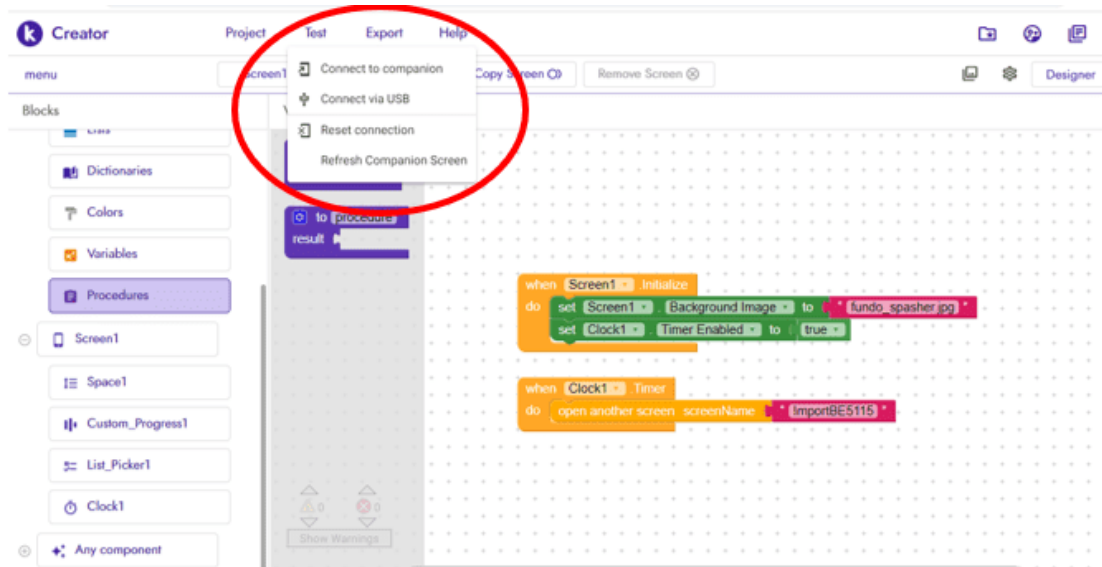 Creator Project Test Export Help
menu Screen1 Copy Screen Remove Screen Designer
Blocks
Connect to companion
Connect via USB
Reset connection
Refresh Companion Screen
Lists
Dictionaries
Colors
Variables
Procedures
Screen1
Space1
Custom_Progress1
List_Picker1
Clock1
Any component
to procedure
result
0 0
Show Warnings
when Screen1 .Initialize
do set Screen1 . Background Image to " fundo_spasher.jpg "
set Clock1 . Timer Enabled to true
when Clock1 .Timer
do open another screen screenName " ImportBE5115 "